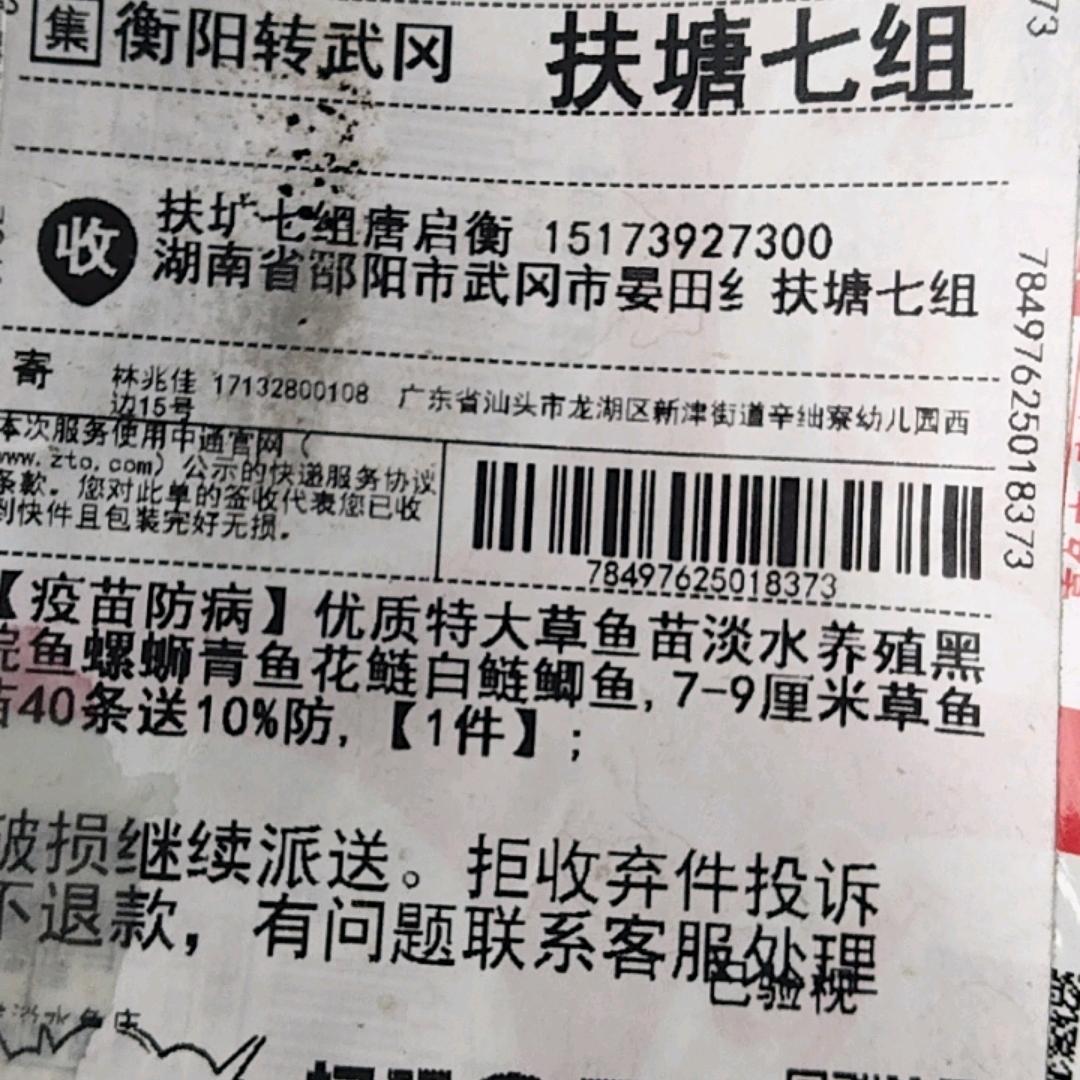 集 衡阳转武冈 扶塘七组
收 扶 七组唐启衡 15173927300
湖南省邵阳市武冈市晏田 扶塘七组
寄 林兆佳 17132800108 广东省汕头市龙湖区新津街道辛绌寮幼儿园西
边15号
本次服务使用中通官网（
www.zto.com）公示的快递服务协议
条款。您对此单的签收代表您已收
到快件且包装完好无损。
78497625018373
78497625018373
73
【疫苗防病】优质特大草鱼苗淡水养殖黑
鲩鱼螺蛳青鱼花鲢白鲢鲫鱼,7-9厘米草鱼
苗40条送10%防,【1件】;
破损继续派送。拒收弃件投诉
不退款，有问题联系客服处理
已验视